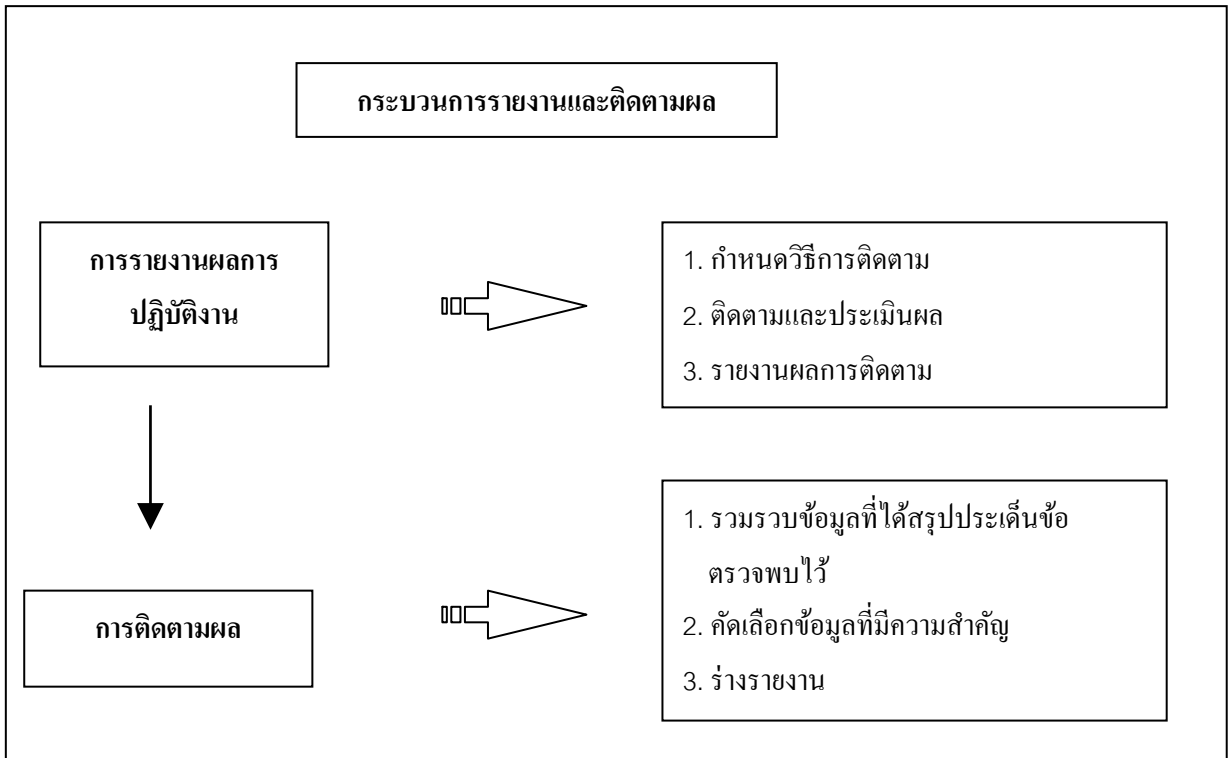 กระบวนการรายงานและติดตามผล
การรายงานผลการ
ปฏิบัติงาน
1. กำหนดวิธีการติดตาม
2. ติดตามและประเมินผล
3. รายงานผลการติดตาม
การติดตามผล
1. รวมรวบข้อมูลที่ได้สรุปประเด็นข้อ
ตรวจพบไว้
2. คัดเลือกข้อมูลที่มีความสำคัญ
3. ร่างรายงาน